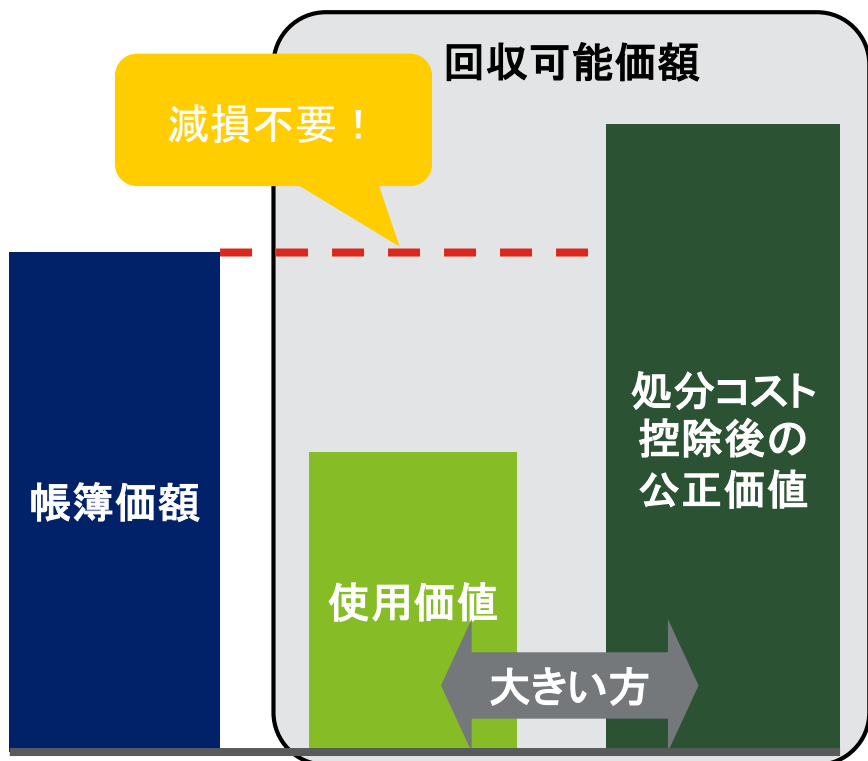 回収可能価額
減損不要！
処分コスト
控除後の
公正価値
帳簿価額
使用価値
大きい方